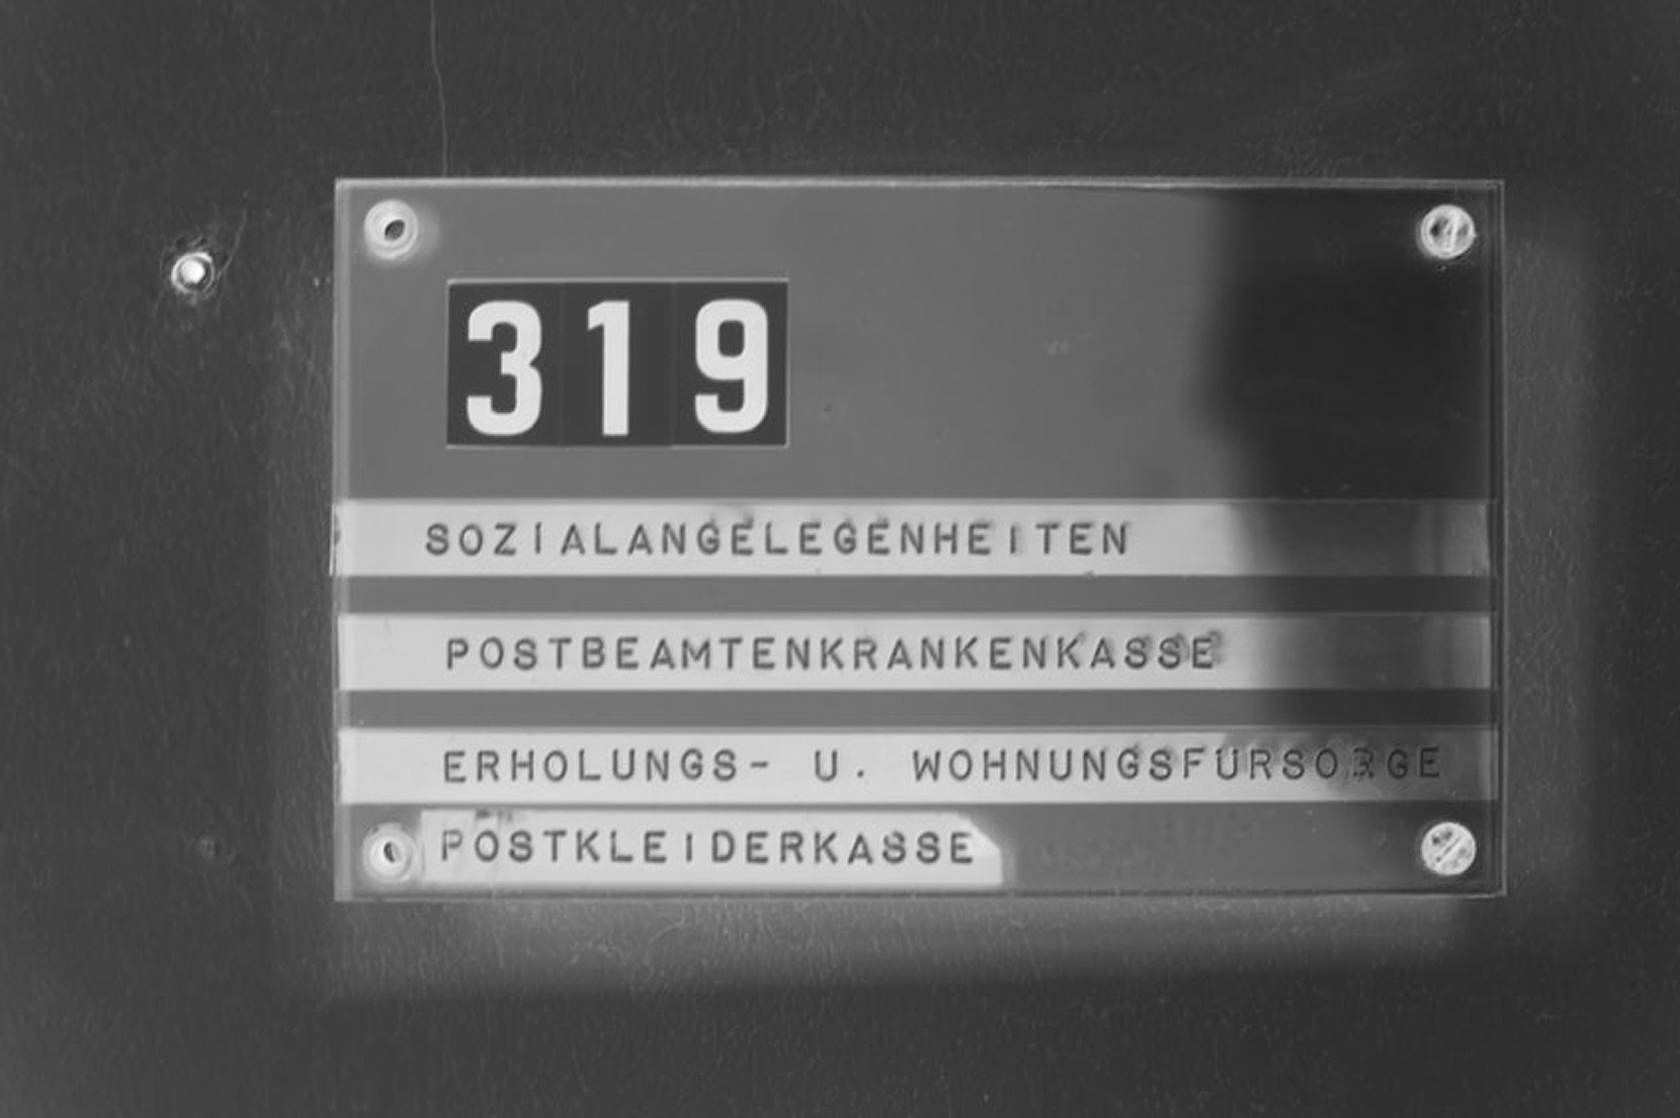 319
SOZIALANGELEGENHEITEN
POSTBEAMTENKRANKENKASSE
ERHOLUNGS- U. WOHNUNGSFÜRSORGE
POSTKLEIDERKASSE